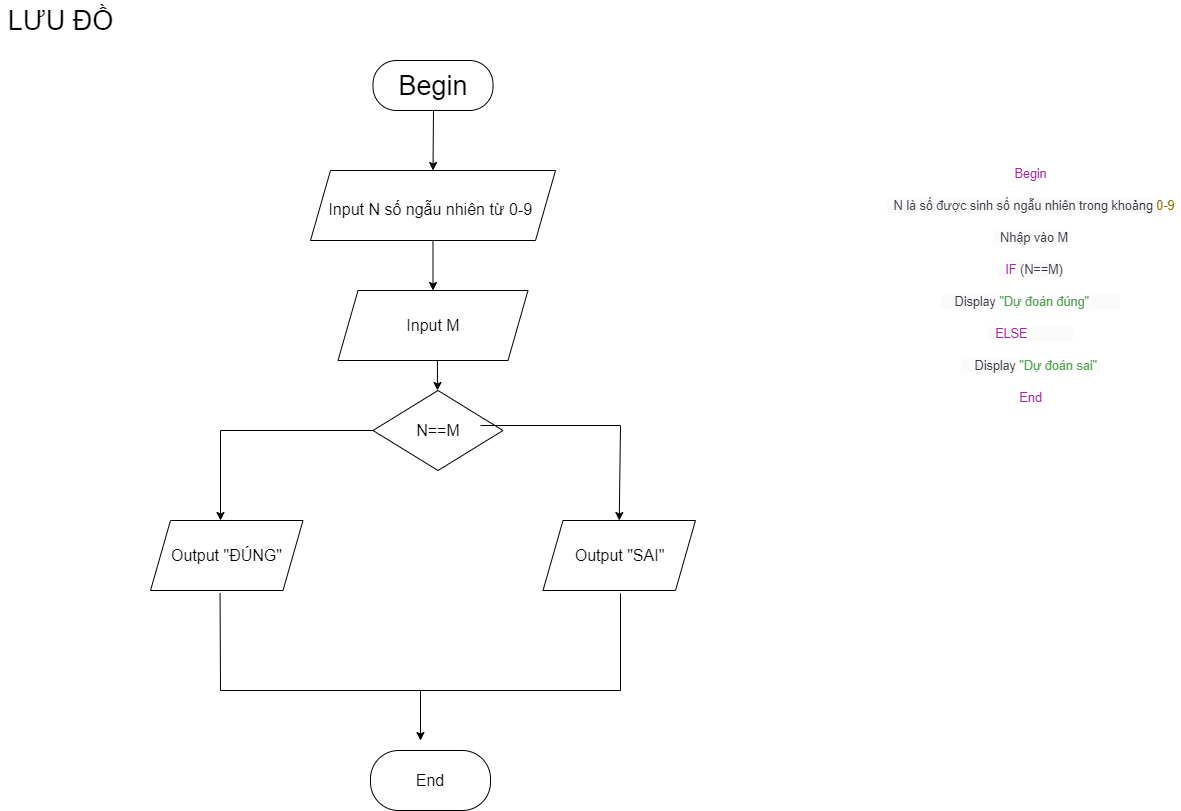 LƯU ĐỒ
Begin
Input N số ngẫu nhiên từ 0-9
Input M
N==M
Output "ĐÚNG"
Output "SAI"
End
Begin
N là số được sinh số ngẫu nhiên trong khoảng 0-9
Nhập vào M
IF (N==M)
Display "Dự đoán đúng"
ELSE
Display "Dự đoán sai"
End